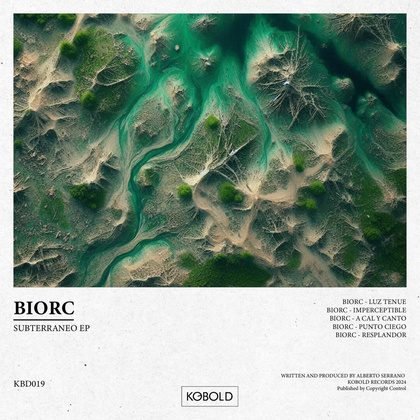 BIORC
SUBTERRANEO EP
BIORC - LUZ TENUE
BIORC - IMPERCEPTIBLE
BIORC - A CAL Y CANTO
BIORC - PUNTO CIEGO
BIORC - RESPLANDOR
WRITTEN AND PRODUCED BY ALBERTO SERRANO
KOBOLD RECORDS 2024
Published by Copyright Control
KBD019
KOBOLD